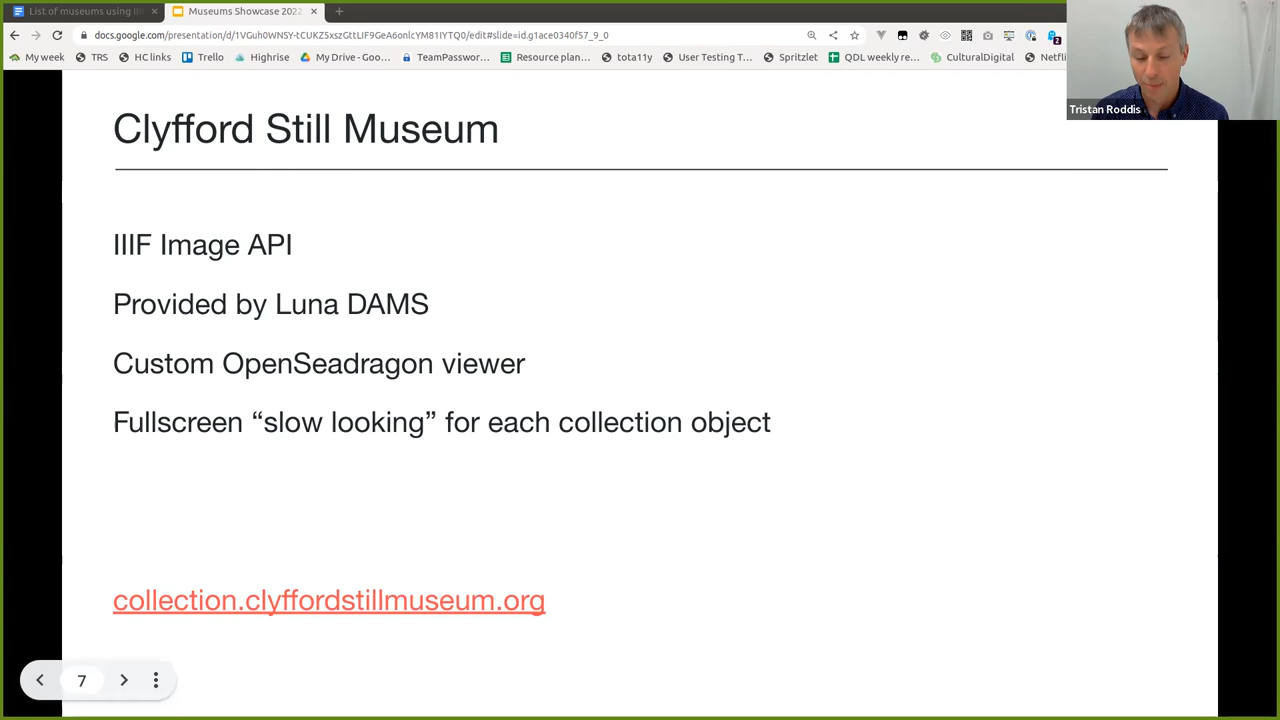 List of museums using III
Museums Showcase 2022
docs.google.com/presentation/d/1VGuh0WNSY-tCUKZ5xszGttLIF9GeA6onlcYM81IYTQ0/edit#slide=id.g1ace0340f57_9_0
My week
TRS
HC links
Trello
Highrise
My Drive - Goo...
TeamPasswor...
Resource plan...
tota11y
User Testing T...
Spritzlet
QDL weekly re...
CulturalDigital
Netfli
Tristan Roddis
Clyfford Still Museum
IIIF Image API
Provided by Luna DAMS
Custom OpenSeadragon viewer
Fullscreen “slow looking” for each collection object
collection.clyffordstillmuseum.org
7